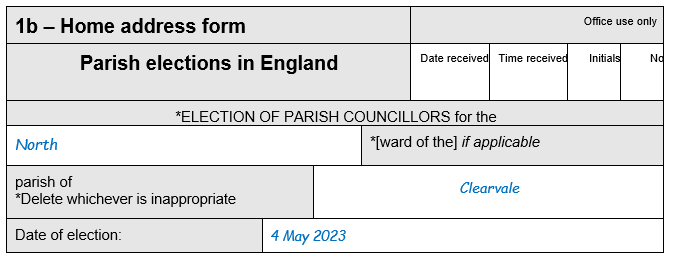 1b – Home address form
Office use only
Parish elections in England
Date received Time received Initials No
*ELECTION OF PARISH COUNCILLORS for the
North
*[ward of the] if applicable
parish of
*Delete whichever is inappropriate
Clearvale
Date of election:
4 May 2023